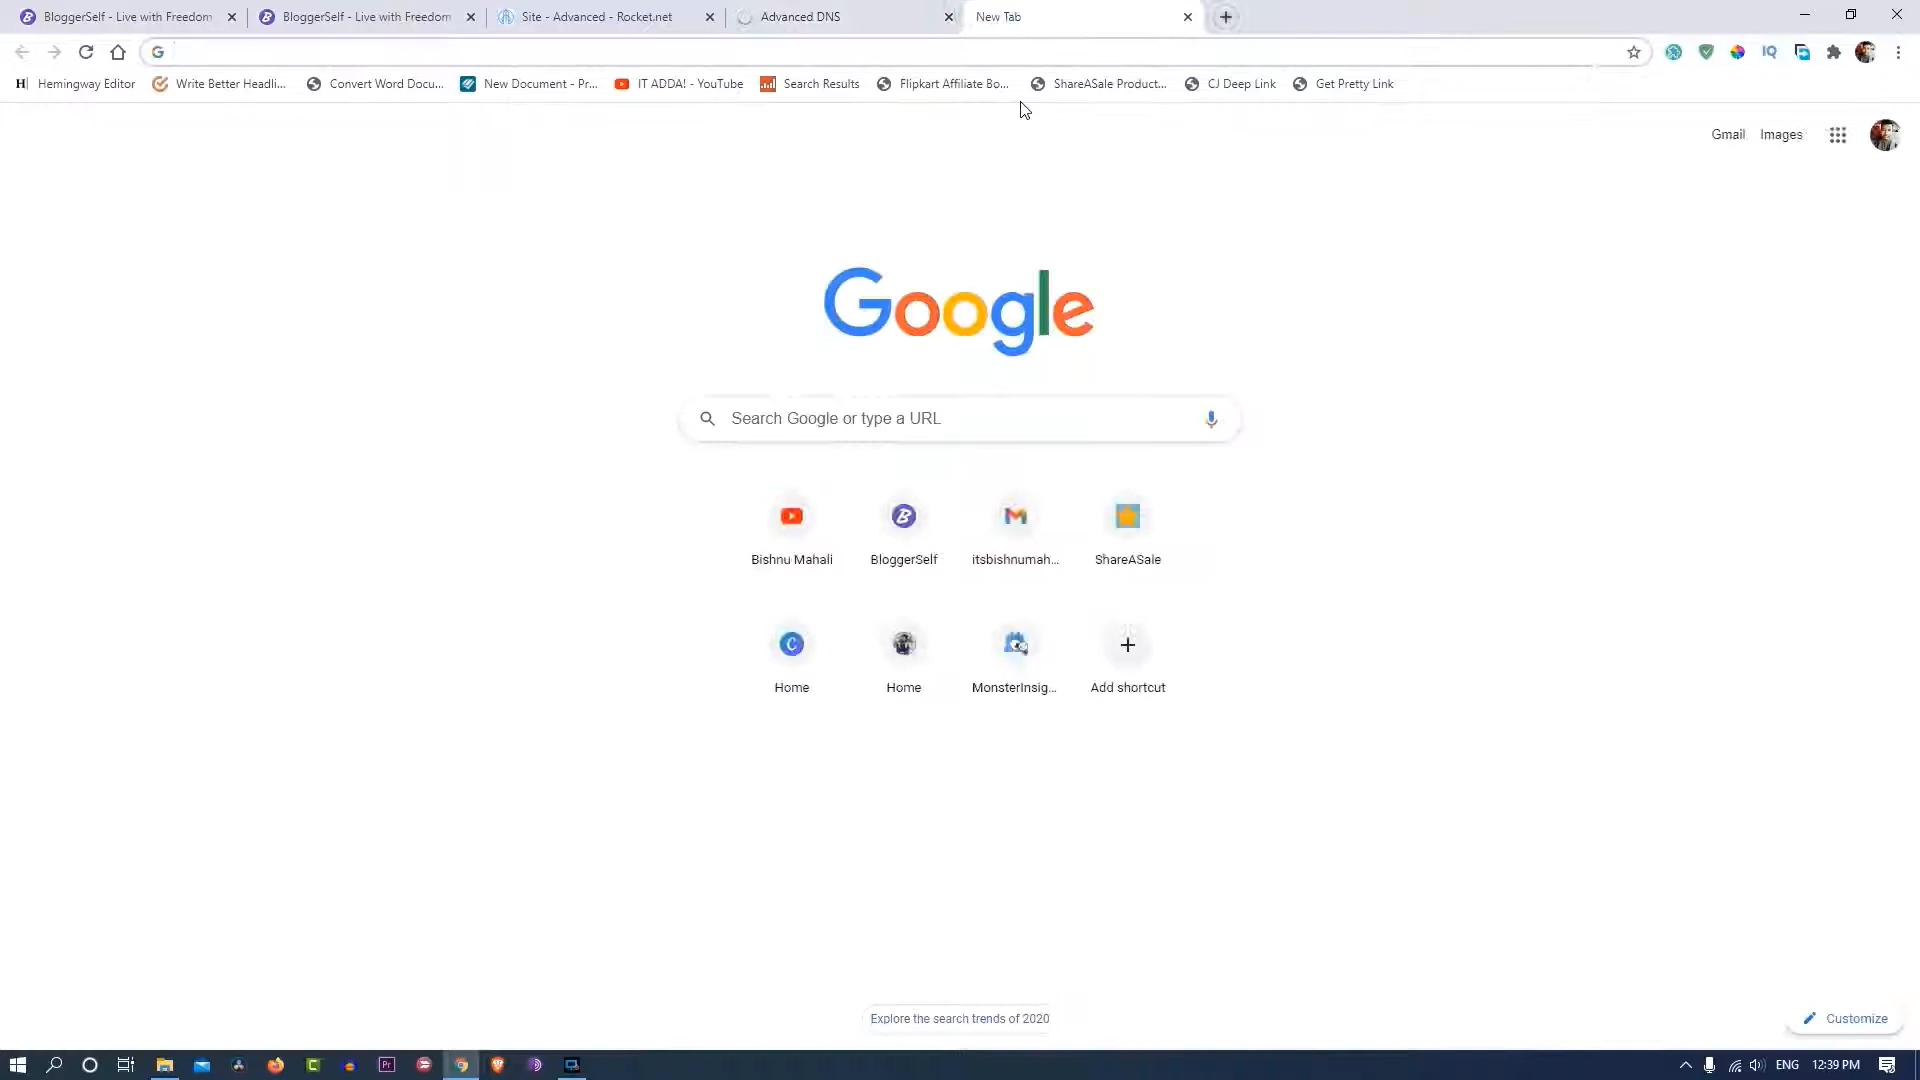 BloggerSelf - Live with Freedom
BloggerSelf - Live with Freedom
Site - Advanced - Rocket.net
Advanced DNS
New Tab
Hemingway Editor
Write Better Headli...
Convert Word Docu...
New Document - Pr...
IT ADDA! - YouTube
Search Results
Flipkart Affiliate Bo...
ShareASale Product...
CJ Deep Link
Get Pretty Link
Gmail
Images
Google
Search Google or type a URL
Bishnu Mahali
BloggerSelf
itsbishnumah...
ShareASale
Home
Home
MonsterInsig...
Add shortcut
Explore the search trends of 2020
Customize
ENG
12:39 PM